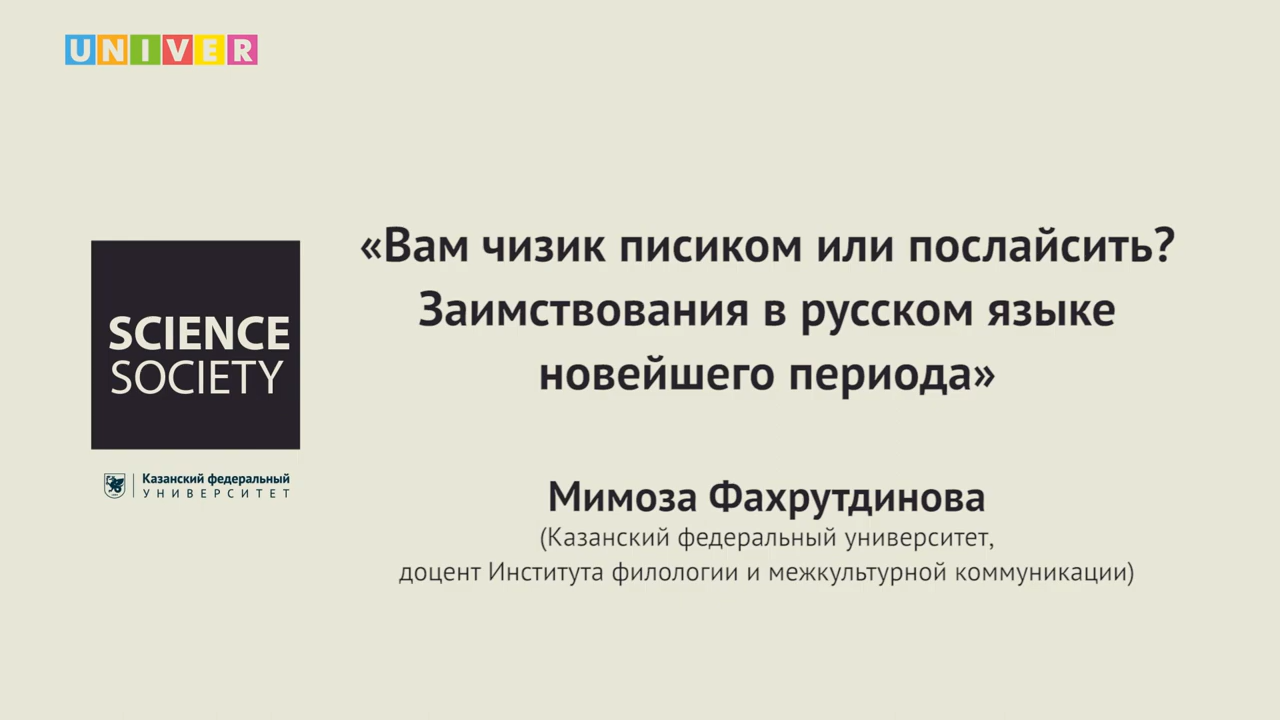 UNIVER
«Вам чизик писиком или послайсить?
Заимствования в русском языке
новейшего периода»
SCIENCE
SOCIETY
Казанский федеральный
УНИВЕРСИТЕТ
Мимоза Фахрутдинова
(Казанский федеральный университет,
доцент Института филологии и межкультурной коммуникации)